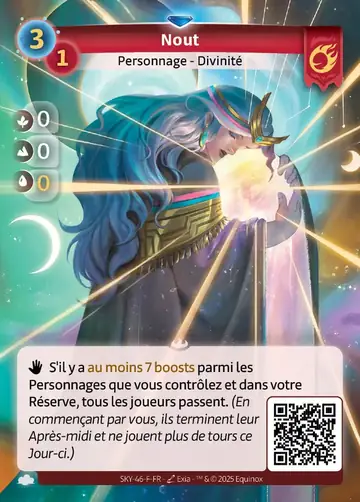 3
1
Nout
Personnage - Divinité
0
0
0
S'il y a au moins 7 boosts parmi les
Personnages que vous contrôlez et dans votre
Réserve, tous les joueurs passent. (En
commençant par vous, ils terminent leur
Après-midi et ne jouent plus de tours ce
Jour-ci.)
SKY-46-F-FR - Exia - ™ & © 2025 Equinox